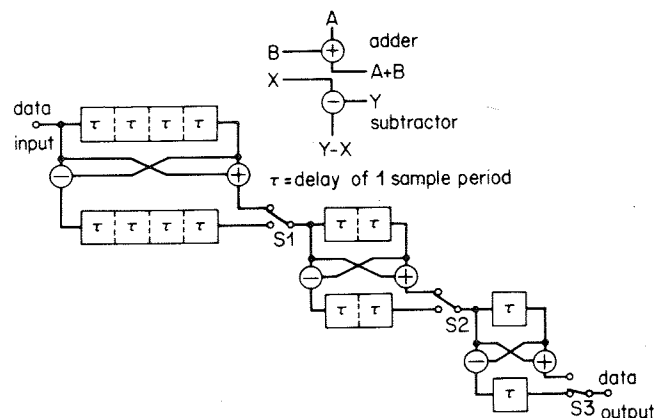 A
B + adder
A+B
X
− Y
subtractor
Y-X
data
input
τ τ τ τ
− +
τ = delay of 1 sample period
τ τ τ τ
S1
τ τ
− +
τ τ
S2
τ
− +
τ
S3
data
output